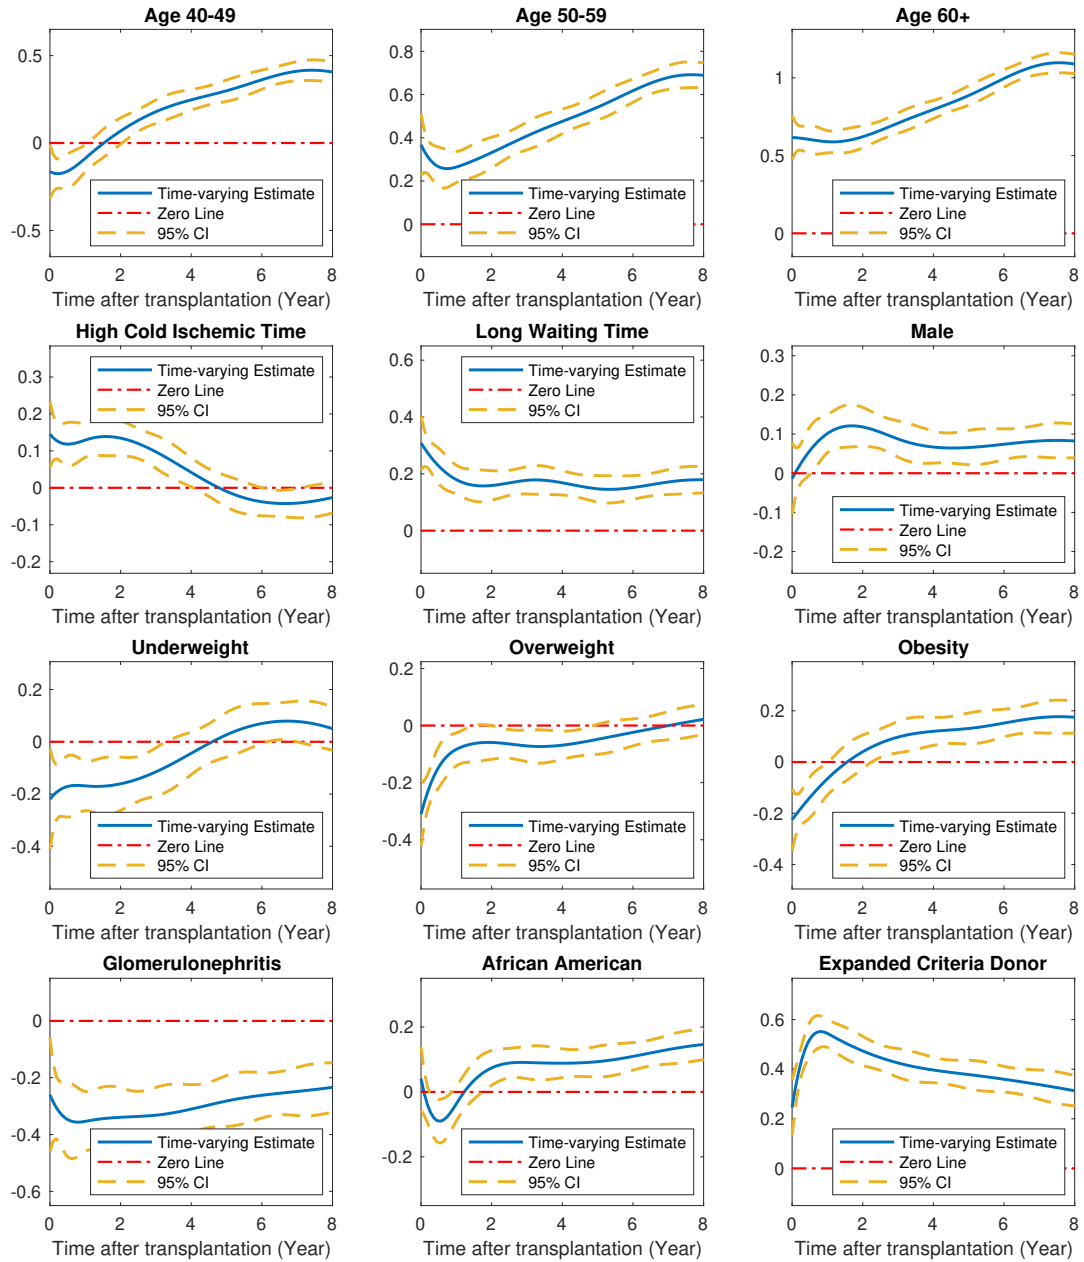 Age 40-49
0.5
0
-0.5
Time-varying Estimate
Zero Line
95% CI
0 2 4 6 8
Time after transplantation (Year)
Age 50-59
0.8
0.6
0.4
0.2
0
Time-varying Estimate
Zero Line
95% CI
0 2 4 6 8
Time after transplantation (Year)
Age 60+
1
0.5
0
Time-varying Estimate
Zero Line
95% CI
0 2 4 6 8
Time after transplantation (Year)
High Cold Ischemic Time
0.3
0.2
0.1
0
-0.1
-0.2
Time-varying Estimate
Zero Line
95% CI
0 2 4 6 8
Time after transplantation (Year)
Long Waiting Time
0.6
0.4
0.2
0
Time-varying Estimate
Zero Line
95% CI
0 2 4 6 8
Time after transplantation (Year)
Male
0.3
0.2
0.1
0
-0.1
-0.2
Time-varying Estimate
Zero Line
95% CI
0 2 4 6 8
Time after transplantation (Year)
Underweight
0.2
0
-0.2
-0.4
Time-varying Estimate
Zero Line
95% CI
0 2 4 6 8
Time after transplantation (Year)
Overweight
0.2
0
-0.2
-0.4
Time-varying Estimate
Zero Line
95% CI
0 2 4 6 8
Time after transplantation (Year)
Obesity
0.2
0
-0.2
-0.4
Time-varying Estimate
Zero Line
95% CI
0 2 4 6 8
Time after transplantation (Year)
Glomerulonephritis
0
-0.2
-0.4
-0.6
Time-varying Estimate
Zero Line
95% CI
0 2 4 6 8
Time after transplantation (Year)
African American
0.2
0
-0.2
Time-varying Estimate
Zero Line
95% CI
0 2 4 6 8
Time after transplantation (Year)
Expanded Criteria Donor
0.6
0.4
0.2
0
Time-varying Estimate
Zero Line
95% CI
0 2 4 6 8
Time after transplantation (Year)